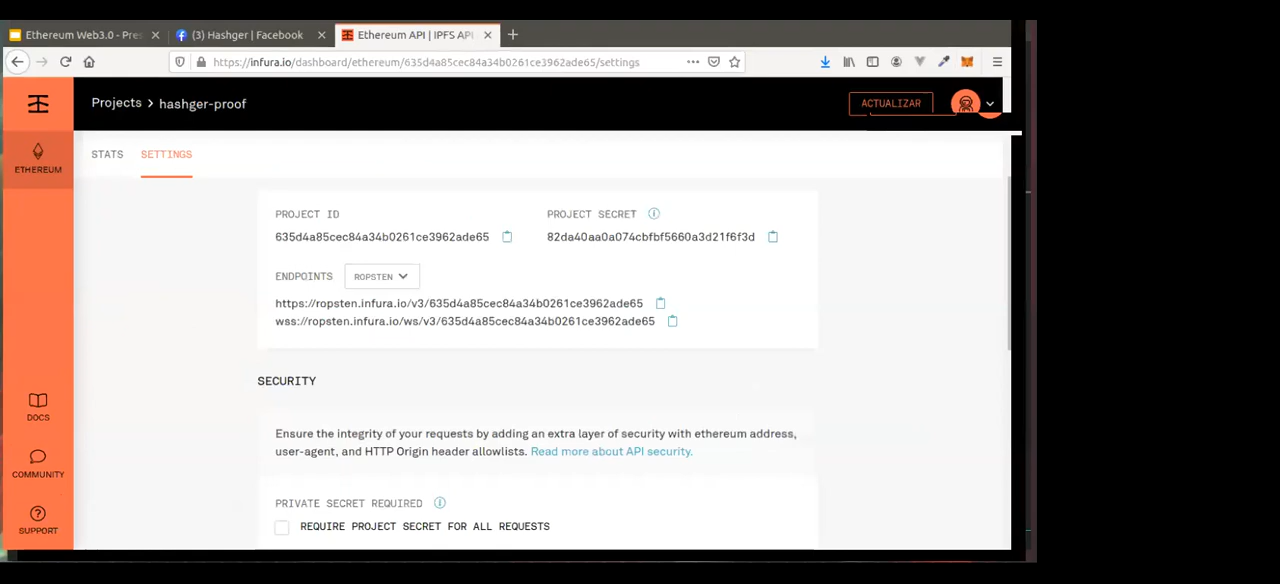 Ethereum Web3.0 - Pres
(3) Hashger | Facebook
Ethereum API | IPFS API
https://infura.io/dashboard/ethereum/635d4a85cec84a34b0261ce3962ade65/settings
Projects > hashger-proof
ACTUALIZAR
ETHEREUM
STATS
SETTINGS
PROJECT ID
PROJECT SECRET
635d4a85cec84a34b0261ce3962ade65
82da40aa0a074cbfbf5660a3d21f6f3d
ENDPOINTS
ROPSTEN
https://ropsten.infura.io/v3/635d4a85cec84a34b0261ce3962ade65
wss://ropsten.infura.io/ws/v3/635d4a85cec84a34b0261ce3962ade65
SECURITY
Ensure the integrity of your requests by adding an extra layer of security with ethereum address,
user-agent, and HTTP Origin header allowlists. Read more about API security.
PRIVATE SECRET REQUIRED
REQUIRE PROJECT SECRET FOR ALL REQUESTS
DOCS
COMMUNITY
SUPPORT